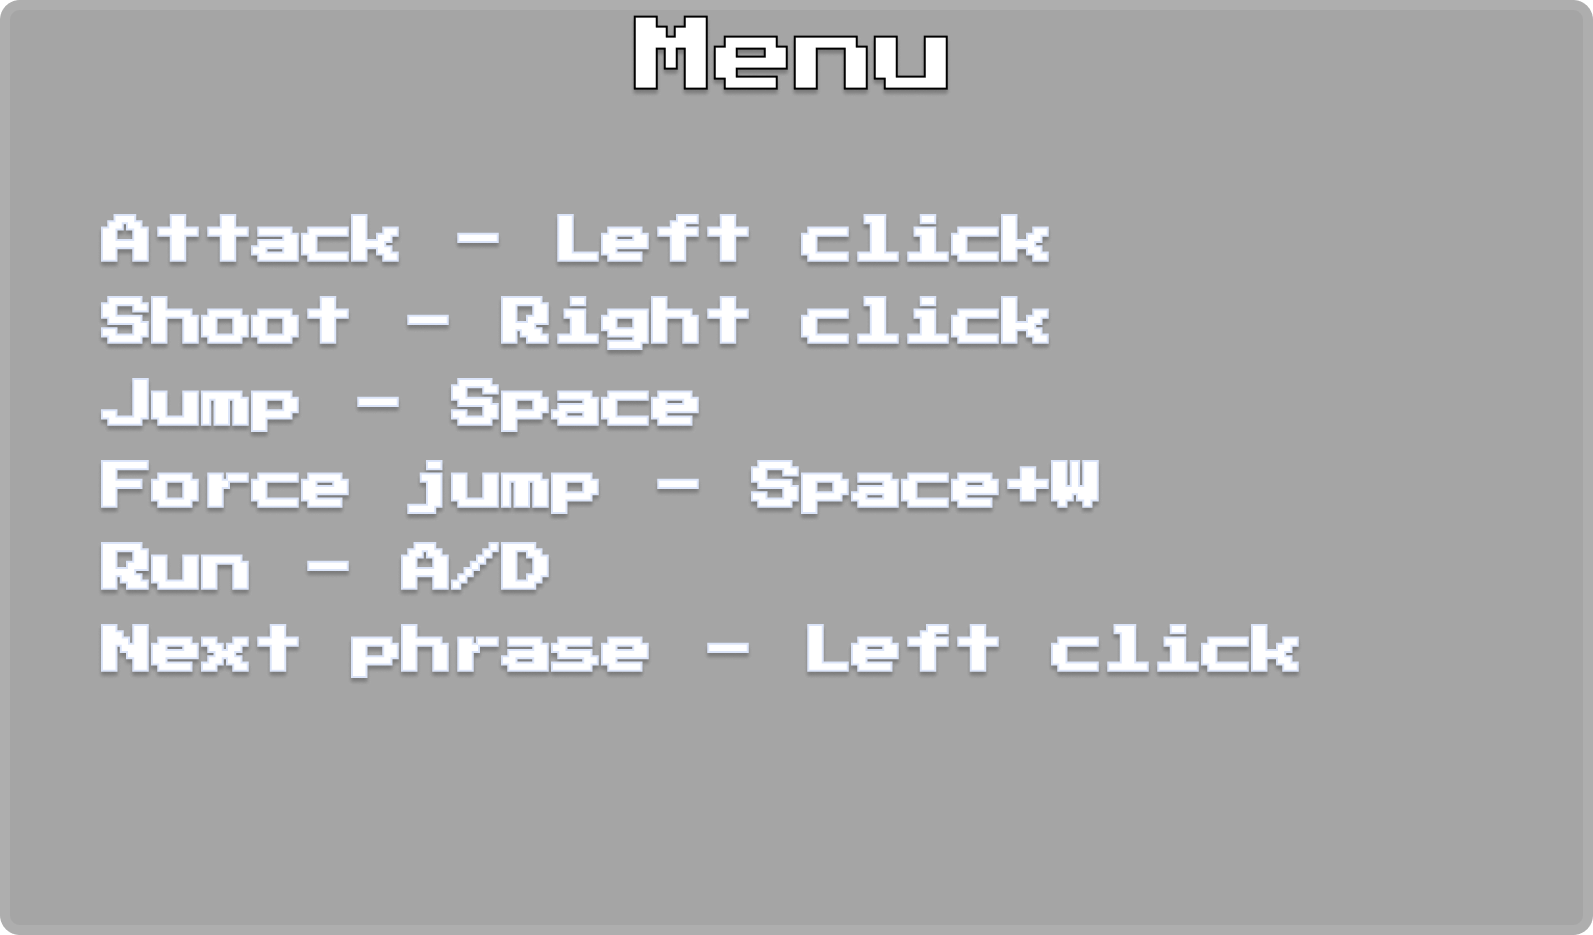 Menu
Attack - Left click
Shoot - Right click
Jump - Space
Force jump - Space+W
Run - A/D
Next phrase - Left click